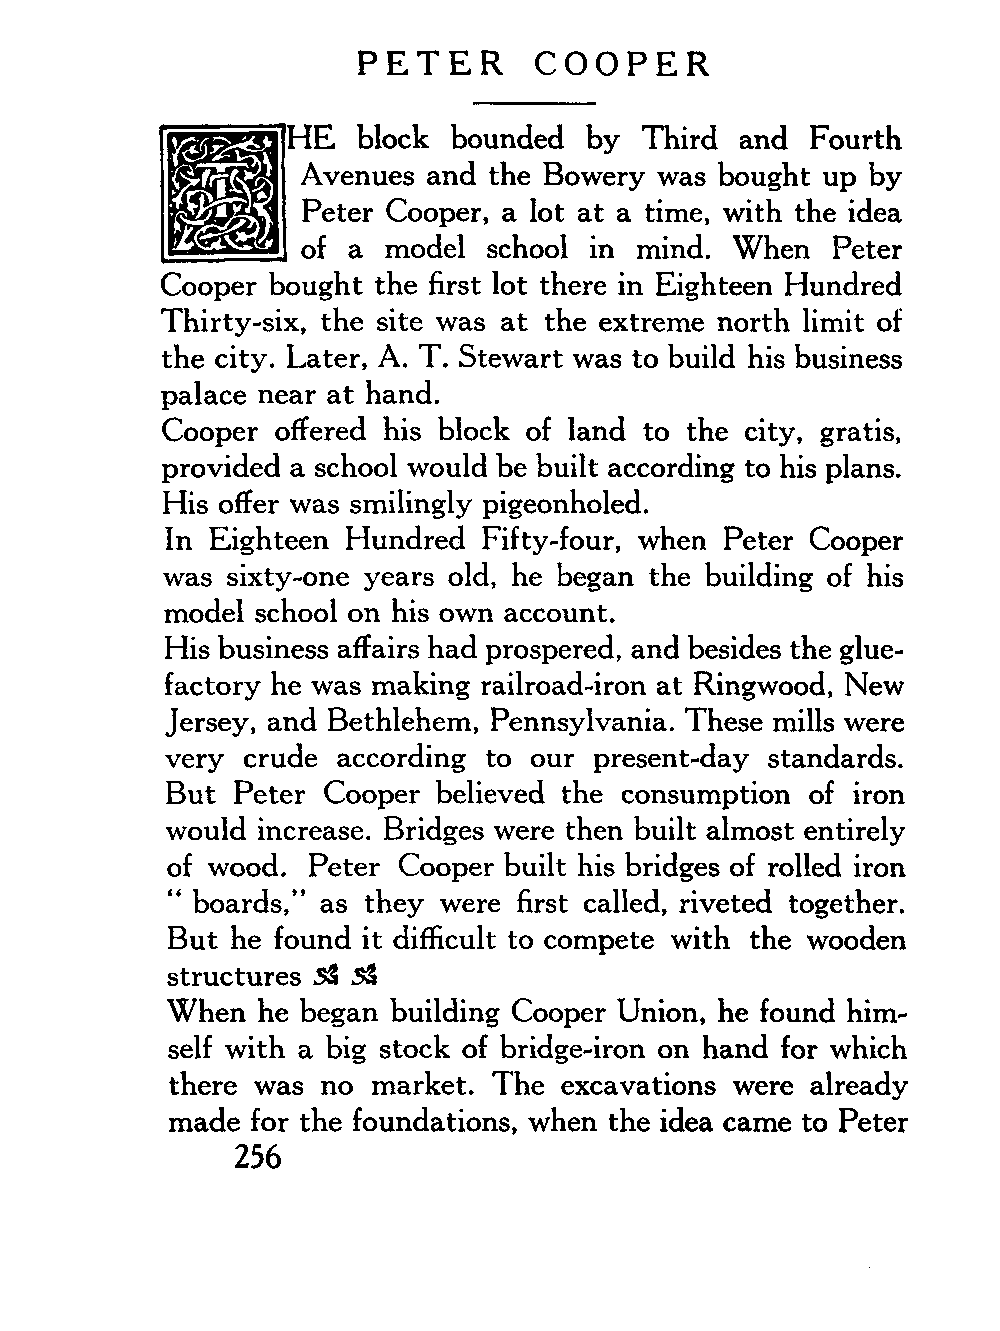 PETER COOPER
THE block bounded by Third and Fourth
Avenues and the Bowery was bought up by
Peter Cooper, a lot at a time, with the idea
of a model school in mind. When Peter
Cooper bought the first lot there in Eighteen Hundred
Thirty-six, the site was at the extreme north limit of
the city. Later, A. T. Stewart was to build his business
palace near at hand.
Cooper offered his block of land to the city, gratis,
provided a school would be built according to his plans.
His offer was smilingly pigeonholed.
In Eighteen Hundred Fifty-four, when Peter Cooper
was sixty-one years old, he began the building of his
model school on his own account.
His business affairs had prospered, and besides the glue-
factory he was making railroad-iron at Ringwood, New
Jersey, and Bethlehem, Pennsylvania. These mills were
very crude according to our present-day standards.
But Peter Cooper believed the consumption of iron
would increase. Bridges were then built almost entirely
of wood. Peter Cooper built his bridges of rolled iron
“ boards,” as they were first called, riveted together.
But he found it difficult to compete with the wooden
structures
When he began building Cooper Union, he found him-
self with a big stock of bridge-iron on hand for which
there was no market. The excavations were already
made for the foundations, when the idea came to Peter
256